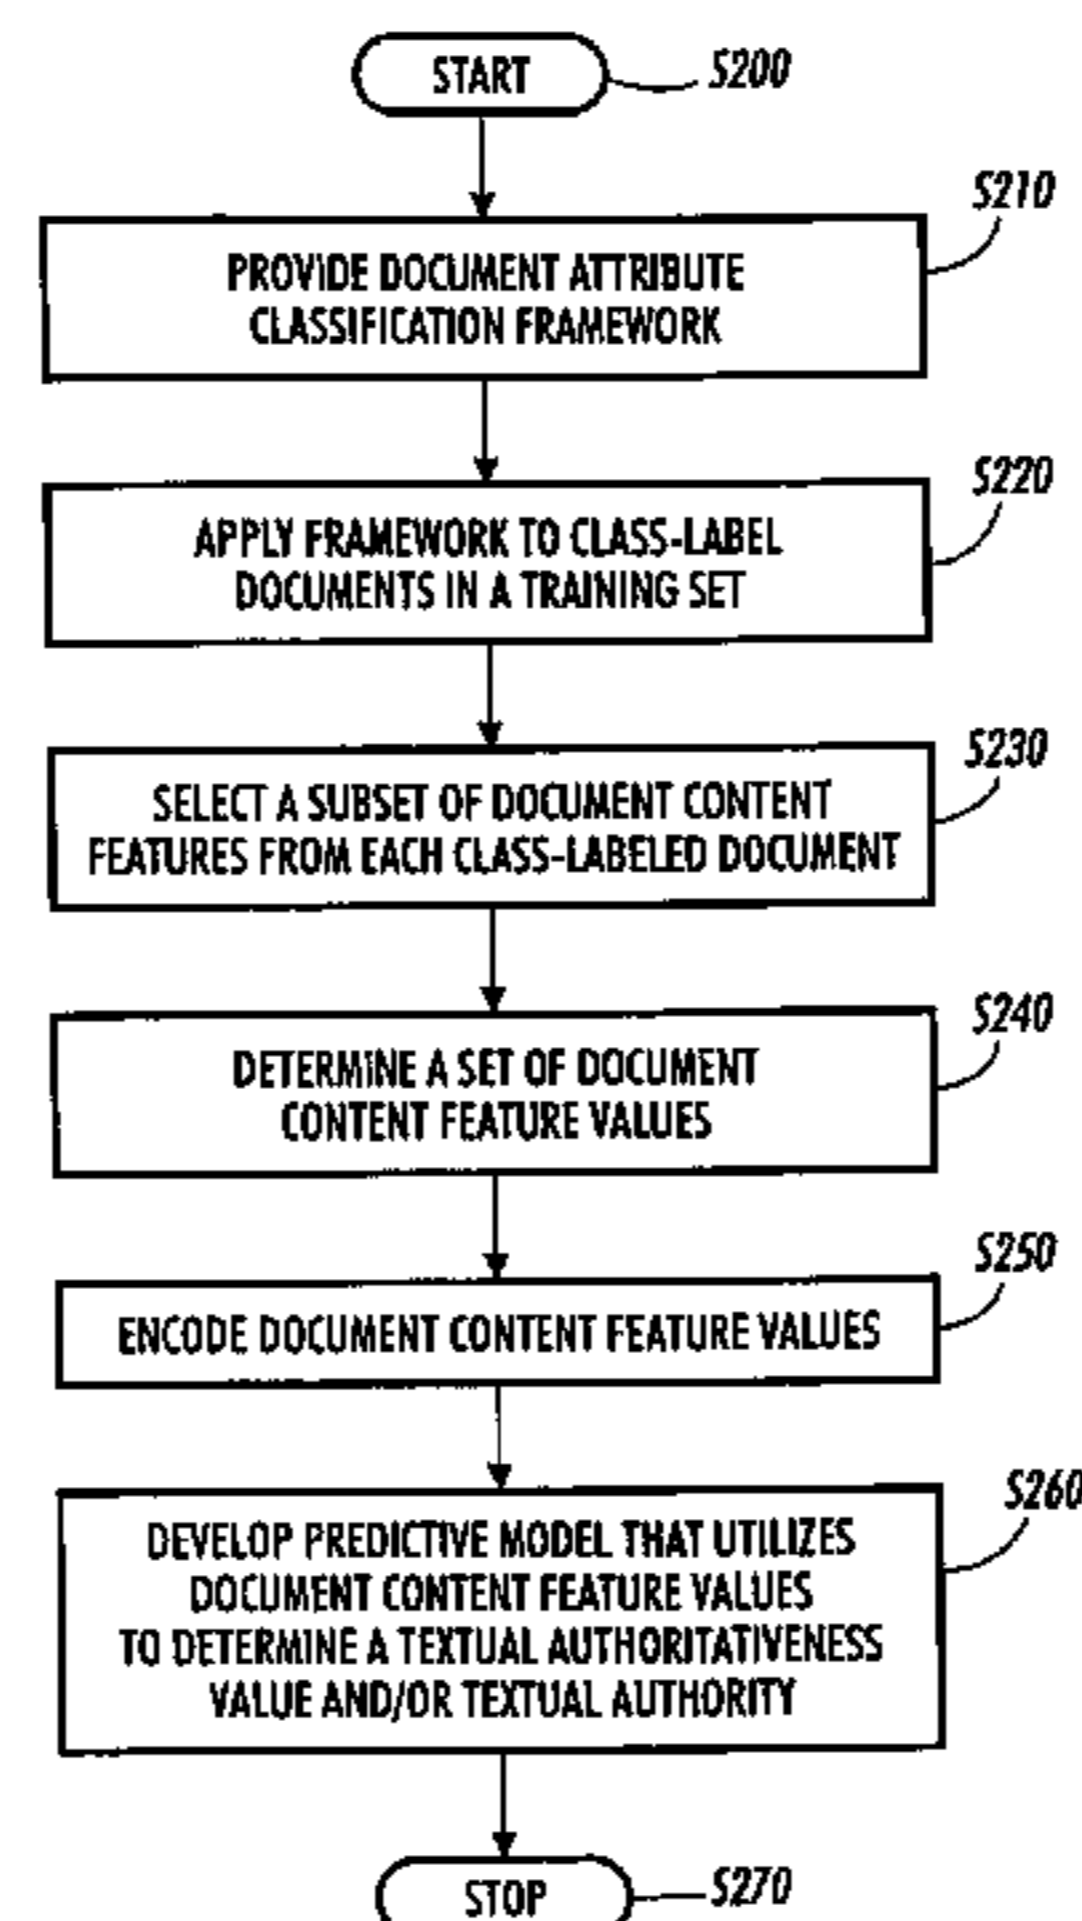 START
S200
S210
PROVIDE DOCUMENT ATTRIBUTE
CLASSIFICATION FRAMEWORK
S220
APPLY FRAMEWORK TO CLASS-LABEL
DOCUMENTS IN A TRAINING SET
S230
SELECT A SUBSET OF DOCUMENT CONTENT
FEATURES FROM EACH CLASS-LABELED DOCUMENT
S240
DETERMINE A SET OF DOCUMENT
CONTENT FEATURE VALUES
S250
ENCODE DOCUMENT CONTENT FEATURE VALUES
S260
DEVELOP PREDICTIVE MODEL THAT UTILIZES
DOCUMENT CONTENT FEATURE VALUES
TO DETERMINE A TEXTUAL AUTHORITATIVENESS
VALUE AND/OR TEXTUAL AUTHORITY
STOP
S270